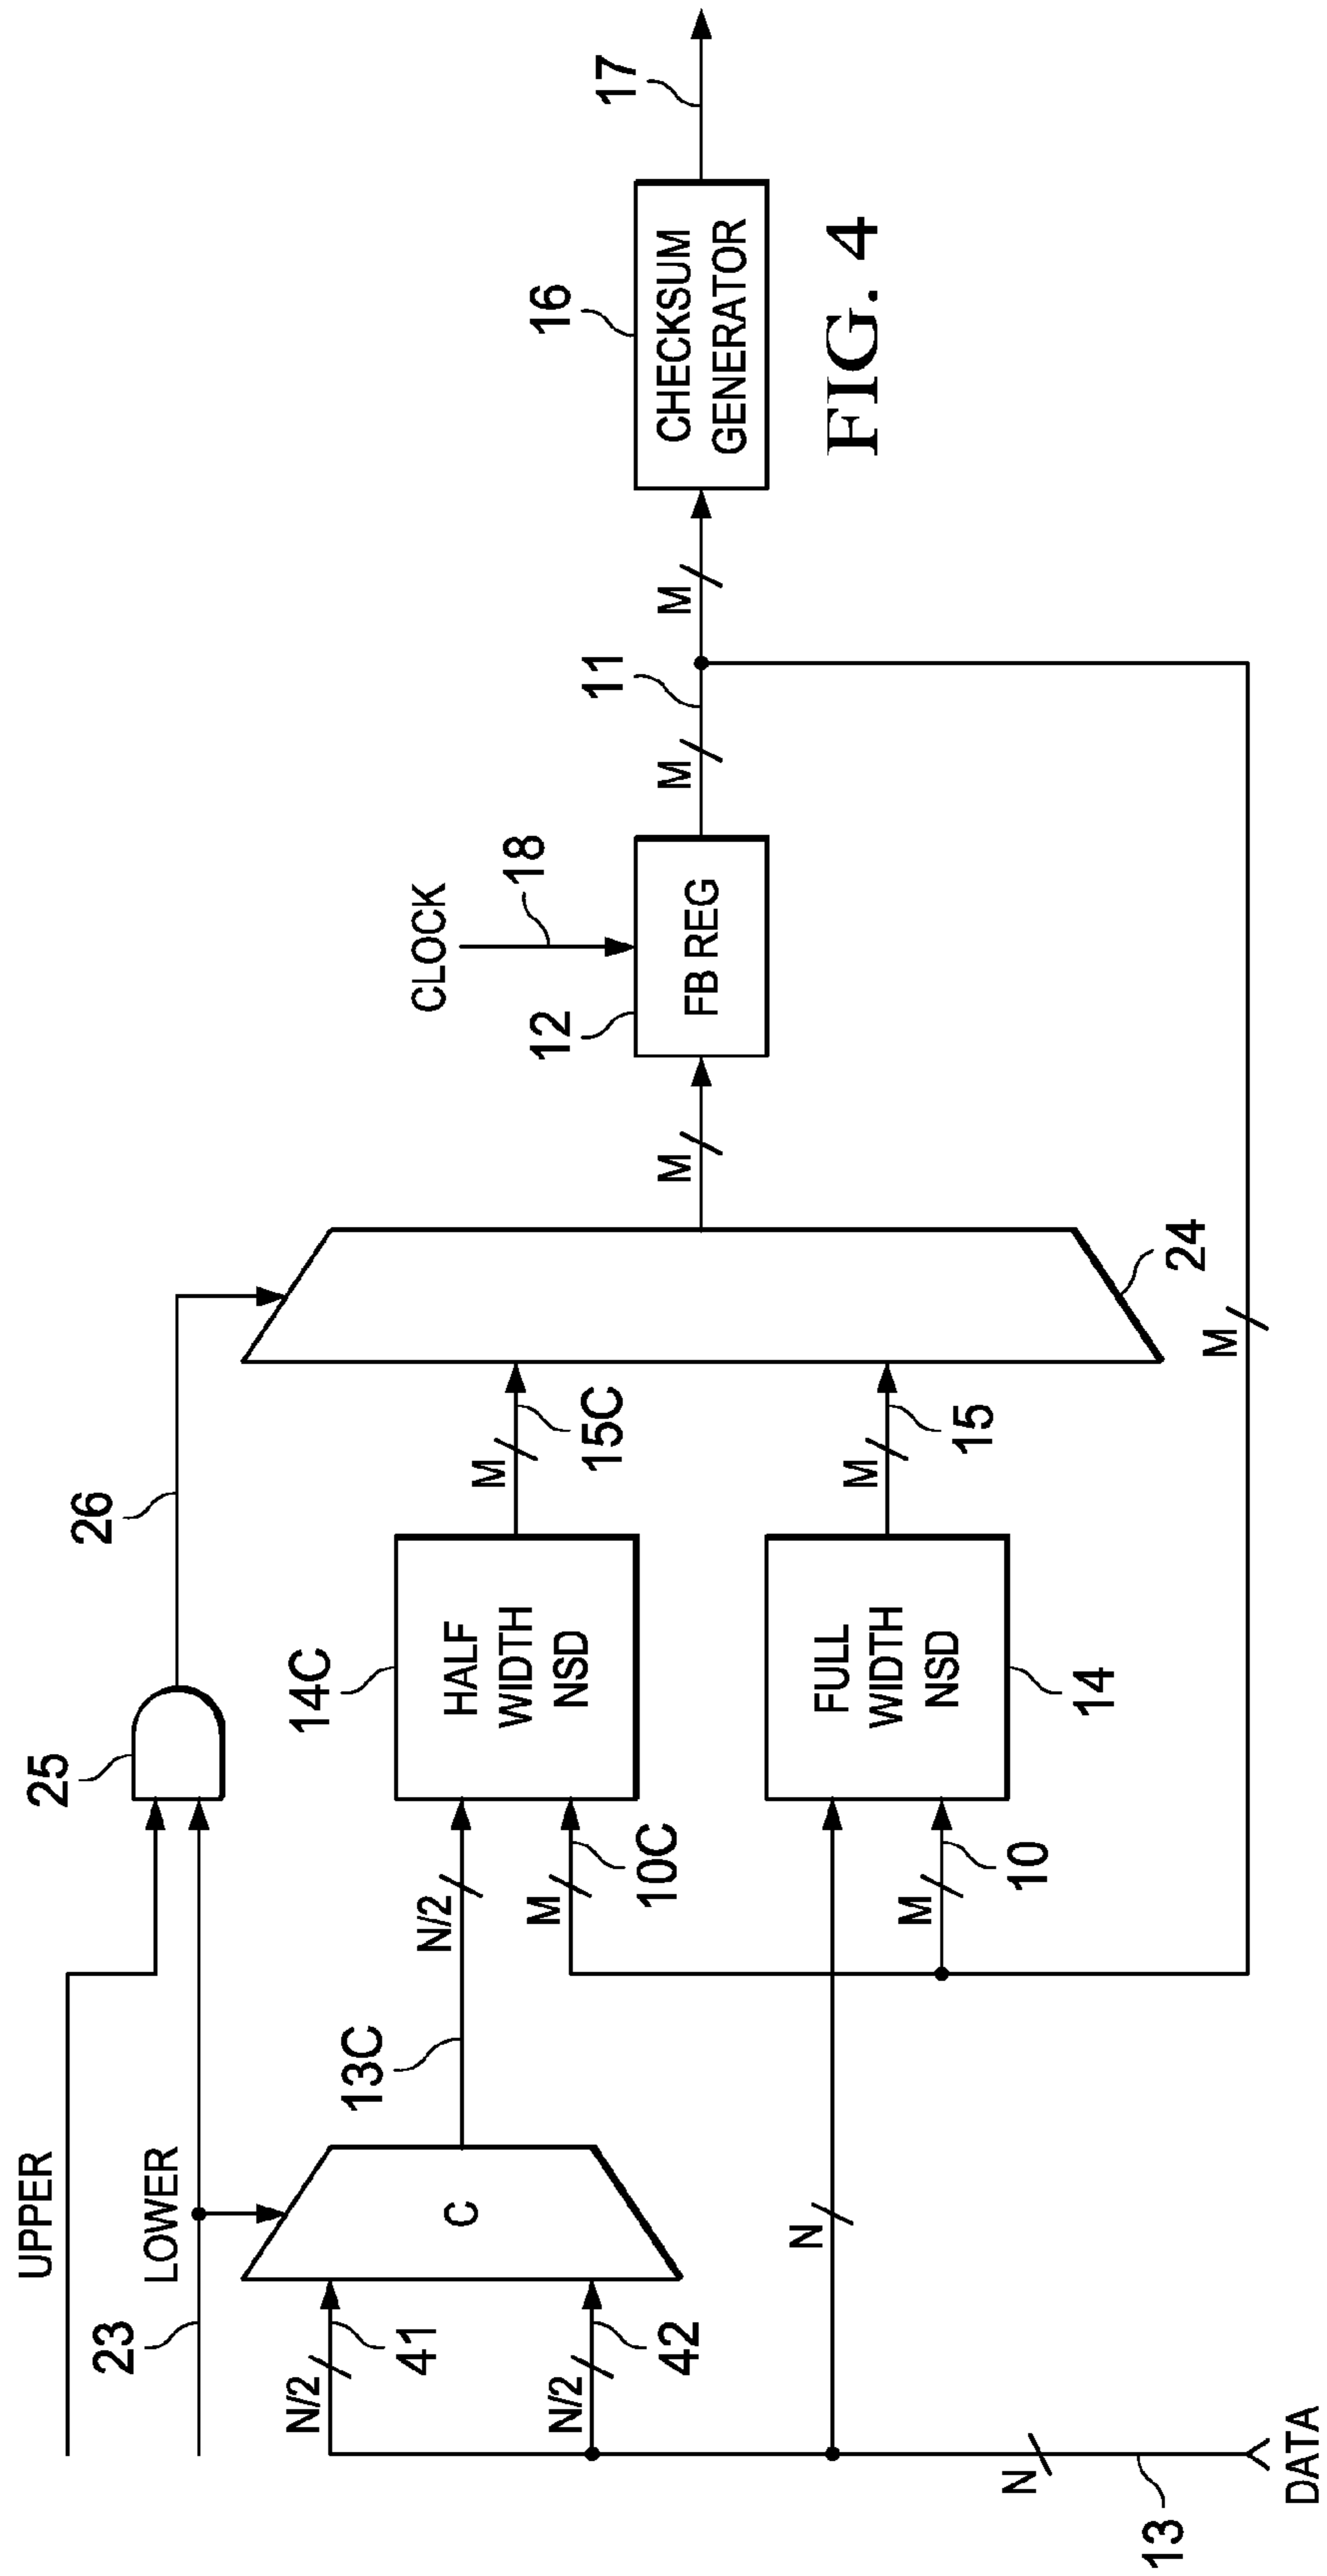 UPPER
LOWER
23
25
26
N/2
41
N/2
42
C
13C
N/2
14C
HALF
WIDTH
NSD
M
10C
M
15C
N
FULL
WIDTH
NSD
14
M
10
M
15
24
M
CLOCK
18
12
FB REG
M
11
M
16
CHECKSUM
GENERATOR
17
M
N
13
DATA
FIG. 4